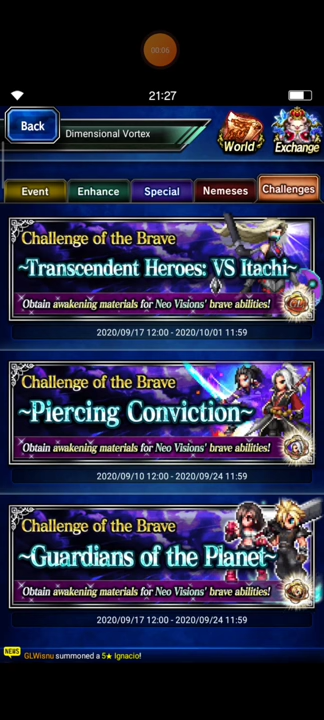 00:06
21:27
Back
Dimensional Vortex
World
Exchange
Event
Enhance
Special
Nemeses
Challenges
Challenge of the Brave
~Transcendent Heroes: VS Itachi~
Obtain awakening materials for Neo Visions' brave abilities!
2020/09/17 12:00 - 2020/10/01 11:59
Challenge of the Brave
~Piercing Conviction~
Obtain awakening materials for Neo Visions' brave abilities!
2020/09/10 12:00 - 2020/09/24 11:59
Challenge of the Brave
~Guardians of the Planet~
Obtain awakening materials for Neo Visions' brave abilities!
2020/09/17 12:00 - 2020/09/24 11:59
NEWS
GLWisnu summoned a 5★ Ignacio!